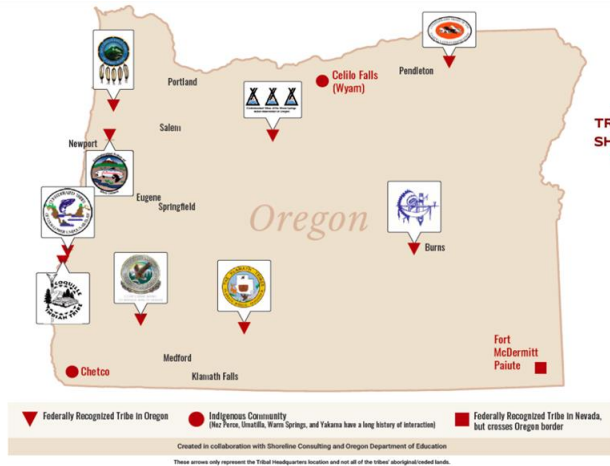 TR
SH
Portland
Celilo Falls
(Wyam)
Pendleton
Salem
Newport
Eugene
Springfield
Oregon
Burns
COQUILLE
INDIAN TRIBE
Chetco
Medford
Klamath Falls
Fort
McDermitt
Paiute
Federally Recognized Tribe in Oregon
Indigenous Community
(Nez Perce, Umatilla, Warm Springs, and Yakama have a long history of interaction)
Federally Recognized Tribe in Nevada,
but crosses Oregon border
Created in collaboration with Shoreline Consulting and Oregon Department of Education
These arrows only represent the Tribal Headquarters location and not all of the tribes' aboriginal/ceded lands.